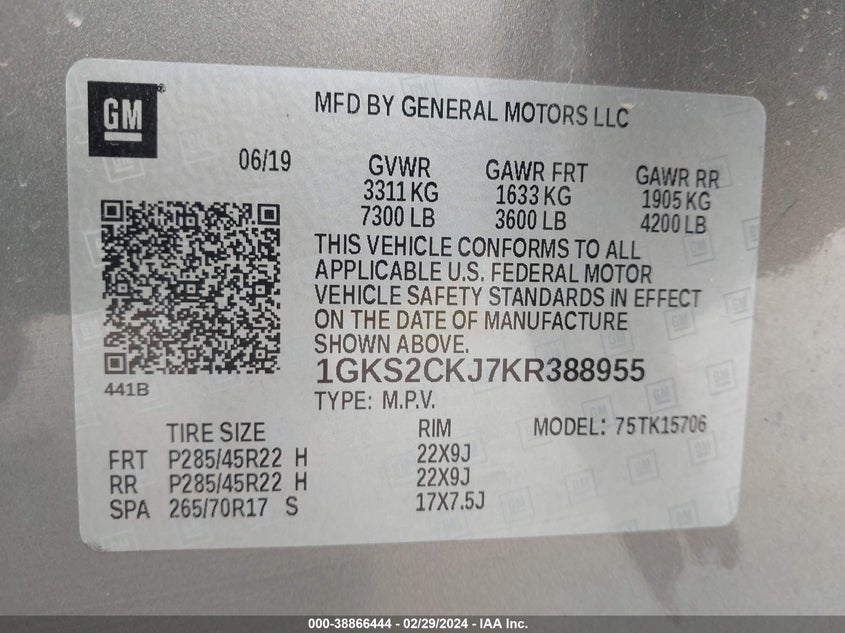 GM
MFD BY GENERAL MOTORS LLC
06/19
GVWR GAWR FRT GAWR RR
3311 KG 1633 KG 1905 KG
7300 LB 3600 LB 4200 LB
THIS VEHICLE CONFORMS TO ALL
APPLICABLE U.S. FEDERAL MOTOR
VEHICLE SAFETY STANDARDS IN EFFECT
ON THE DATE OF MANUFACTURE
SHOWN ABOVE.
441B
1GKS2CKJ7KR388955
TYPE: M.P.V.
MODEL: 75TK15706
TIRE SIZE RIM
FRT P285/45R22 H 22X9J
RR P285/45R22 H 22X9J
SPA 265/70R17 S 17X7.5J
000-38866444 - 02/29/2024 - IAA Inc.